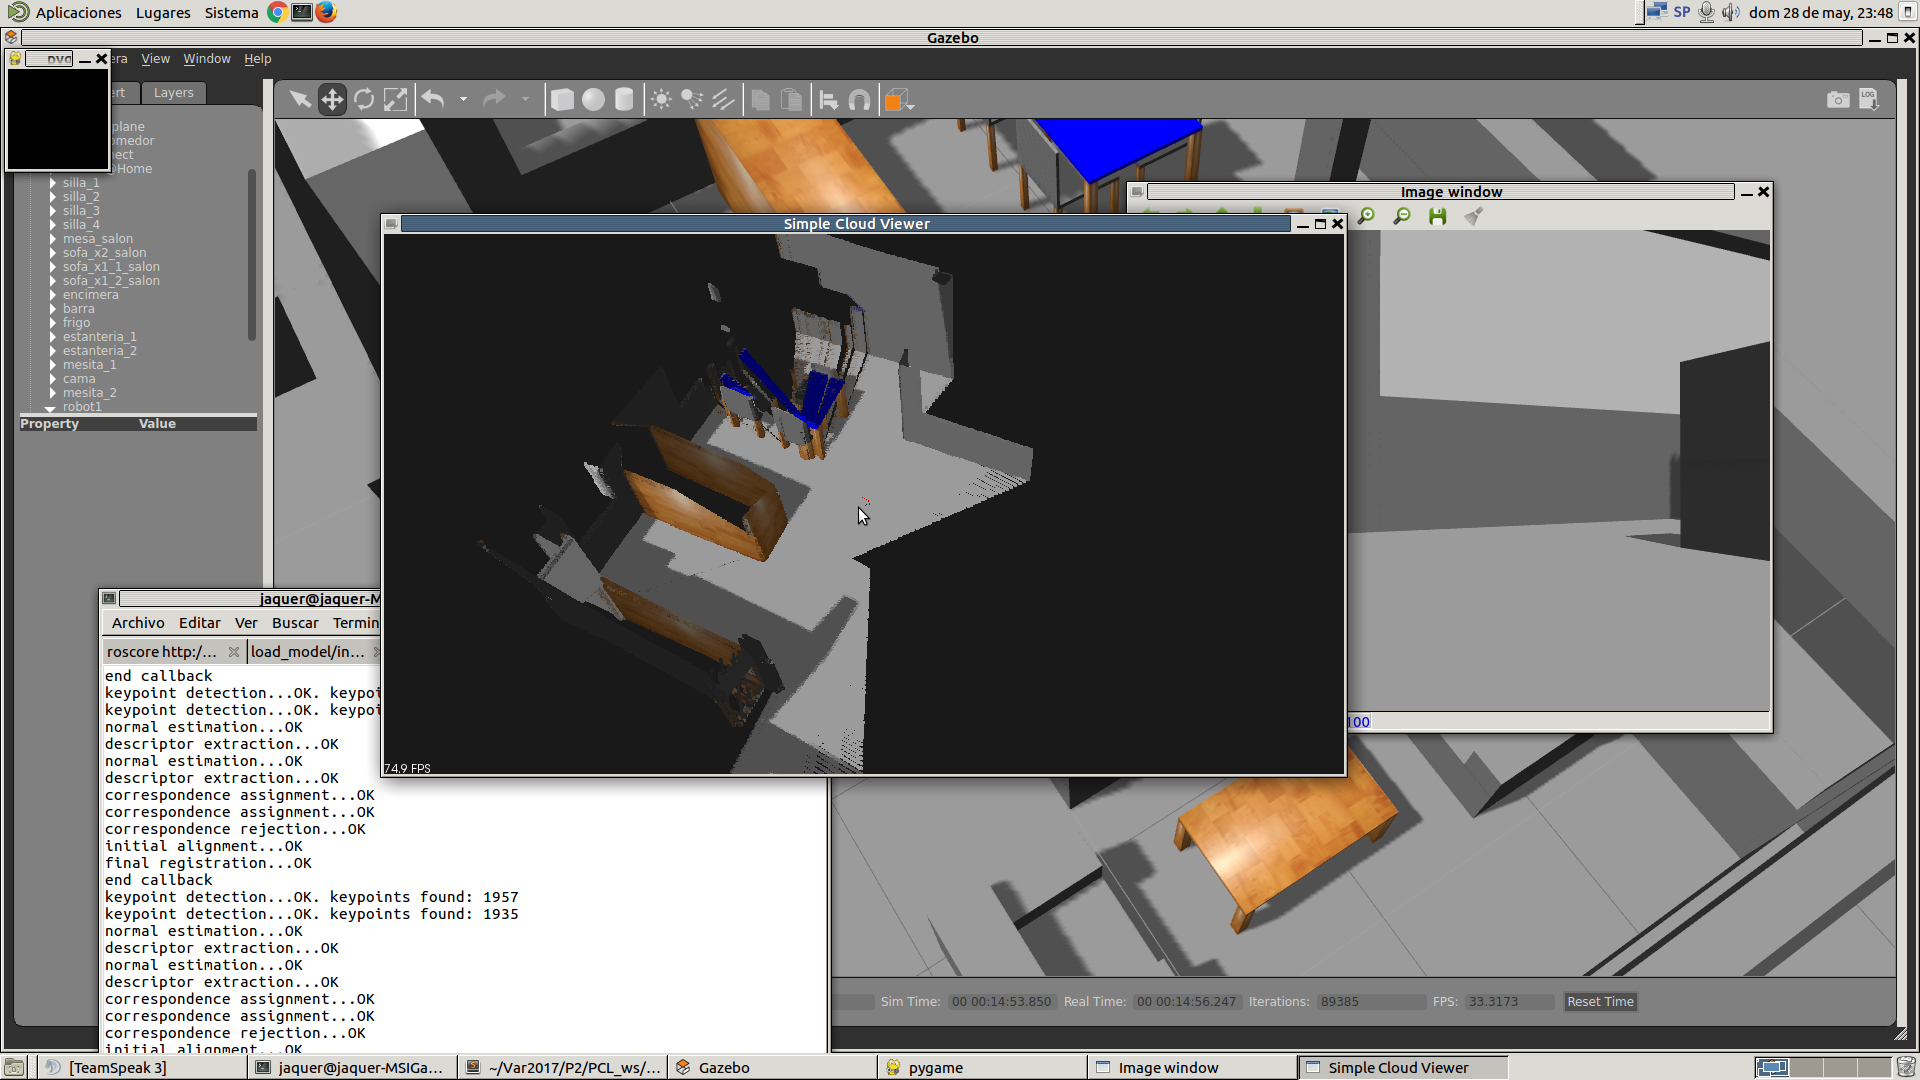 Aplicaciones Lugares Sistema SP dom 28 de may, 23:48
Gazebo
View Window Help
Layers
LOG
plane
silla_1
silla_2
silla_3
silla_4
mesa_salon
sofa_x2_salon
sofa_x1_1_salon
sofa_x1_2_salon
encimera
barra
frigo
estanteria_1
estanteria_2
mesita_1
cama
mesita_2
robot1
Property Value
Image window
100
Simple Cloud Viewer
74.9 FPS
jaquer@jaquer-M
Archivo Editar Ver Buscar Termin
roscore http:/... load_model/in...
end callback
keypoint detection...OK. keypoi
keypoint detection...OK. keypoi
normal estimation...OK
descriptor extraction...OK
normal estimation...OK
descriptor extraction...OK
correspondence assignment...OK
correspondence assignment...OK
correspondence rejection...OK
initial alignment...OK
final registration...OK
end callback
keypoint detection...OK. keypoints found: 1957
keypoint detection...OK. keypoints found: 1935
normal estimation...OK
descriptor extraction...OK
normal estimation...OK
descriptor extraction...OK
correspondence assignment...OK
correspondence assignment...OK
correspondence rejection...OK
initial alignment...OK
Sim Time: 00 00:14:53.850 Real Time: 00 00:14:56.247 Iterations: 89385 FPS: 33.3173 Reset Time
[TeamSpeak 3] jaquer@jaquer-MSIGa... ~/Var2017/P2/PCL_ws/... Gazebo pygame Image window Simple Cloud Viewer